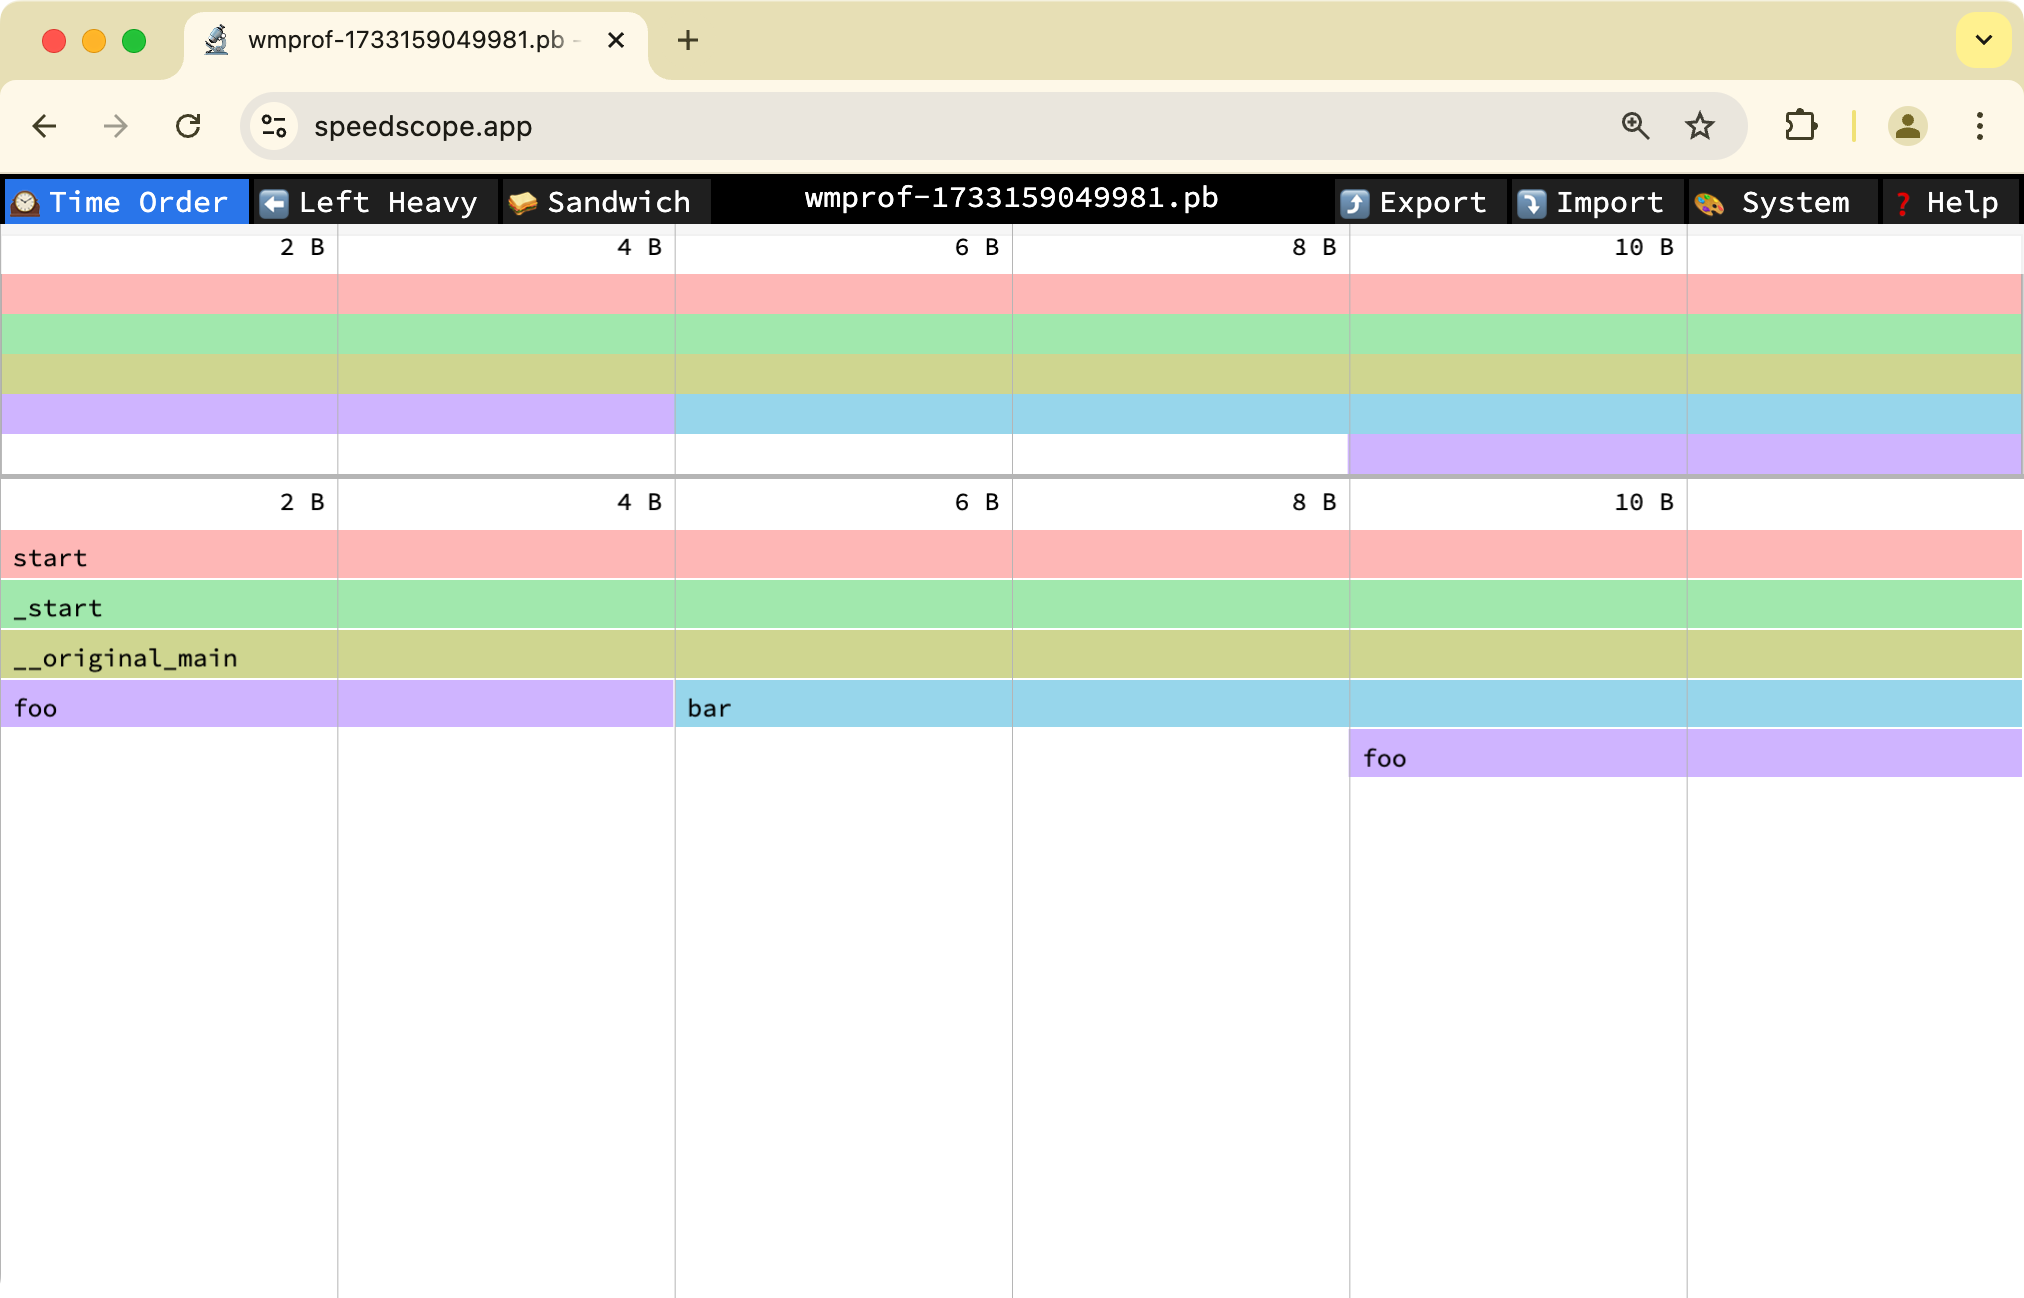 wmprof-1733159049981.pb -
speedscope.app
Time Order Left Heavy Sandwich wmprof-1733159049981.pb Export Import System ? Help
2 B 4 B 6 B 8 B 10 B
2 B 4 B 6 B 8 B 10 B
start
_start
__original_main
foo bar
foo